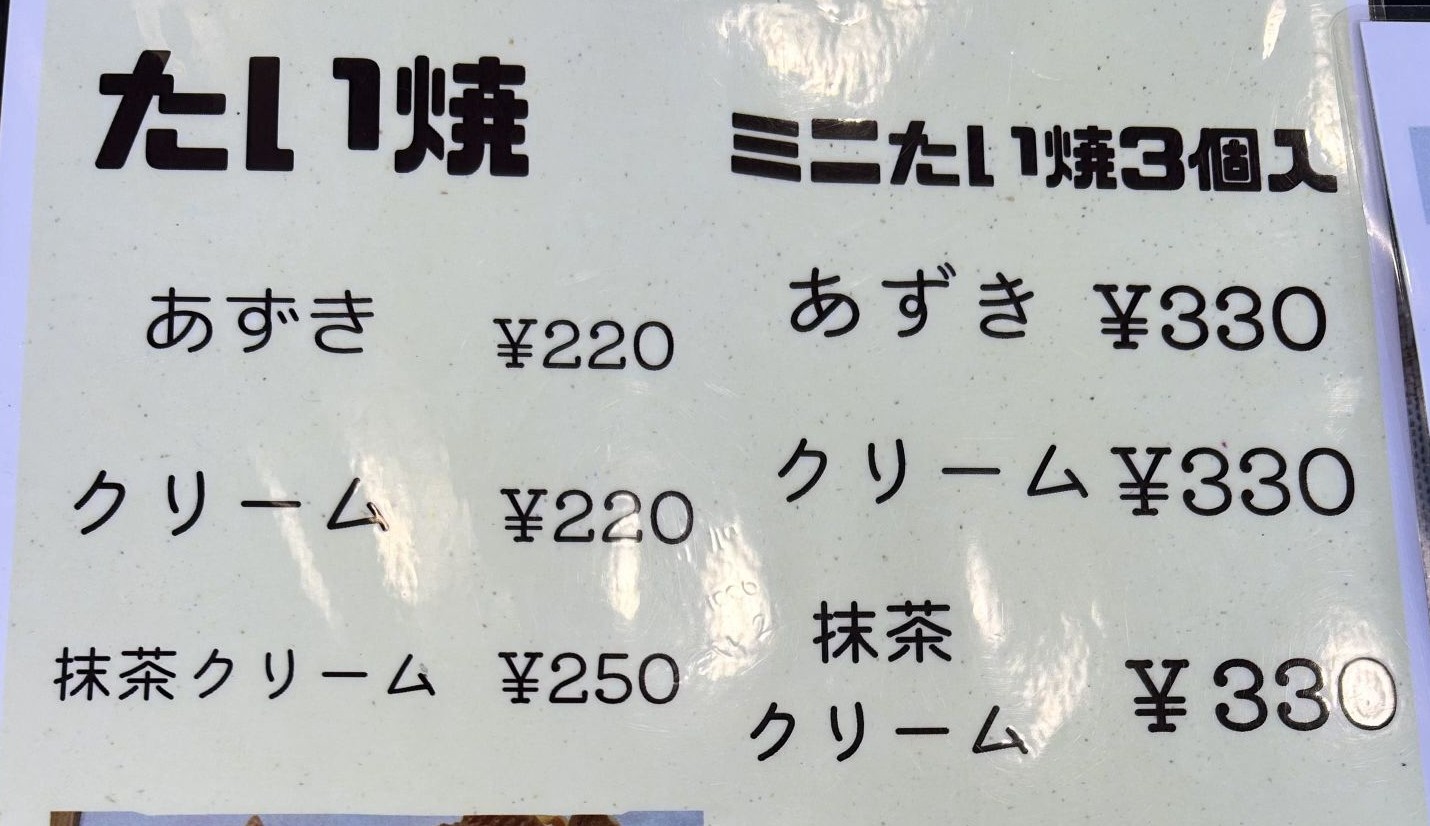 たい焼
あずき ¥220
クリーム ¥220
抹茶クリーム ¥250
ミニたい焼3個入
あずき ¥330
クリーム ¥330
抹茶
クリーム ¥330